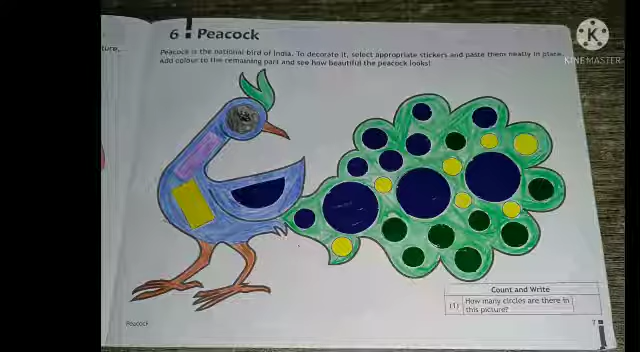 6 Peacock
Peacock is the national bird of India. To decorate it, select appropriate stickers and paste them neatly in place.
Add colour to the remaining part and see how beautiful the peacock looks!
K
KINEMASTER
ture,
Count and Write
(1) How many circles are there in
this picture?
Peacock
7